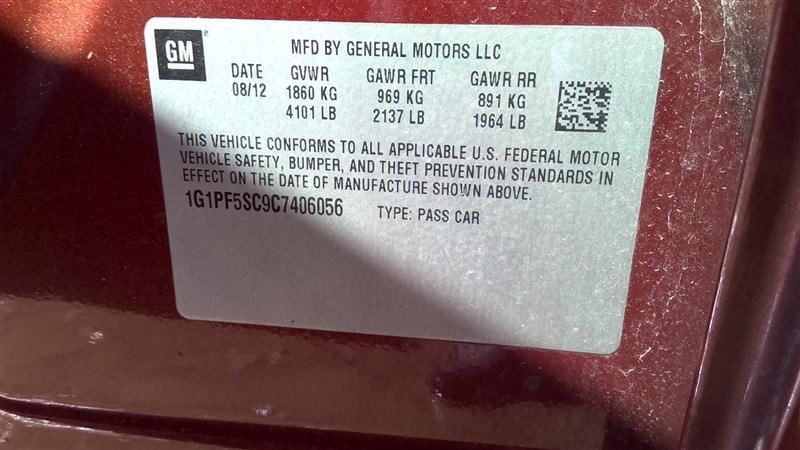 GM
MFD BY GENERAL MOTORS LLC
DATE GVWR GAWR FRT GAWR RR
08/12 1860 KG 969 KG 891 KG
4101 LB 2137 LB 1964 LB
THIS VEHICLE CONFORMS TO ALL APPLICABLE U.S. FEDERAL MOTOR
VEHICLE SAFETY, BUMPER, AND THEFT PREVENTION STANDARDS IN
EFFECT ON THE DATE OF MANUFACTURE SHOWN ABOVE.
1G1PF5SC9C7406056 TYPE: PASS CAR